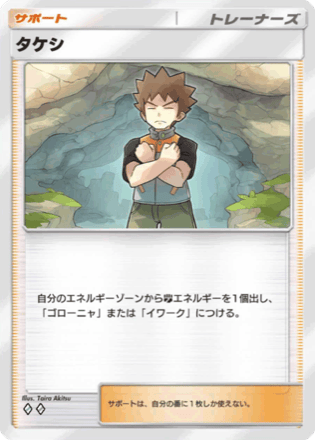 サポート
トレーナーズ
タケシ
自分のエネルギーゾーンからエネルギーを1個出し、
「ゴローニャ」または「イワーク」につける。
Illus. Taira Akitsu
サポートは、自分の番に1枚しか使えない。